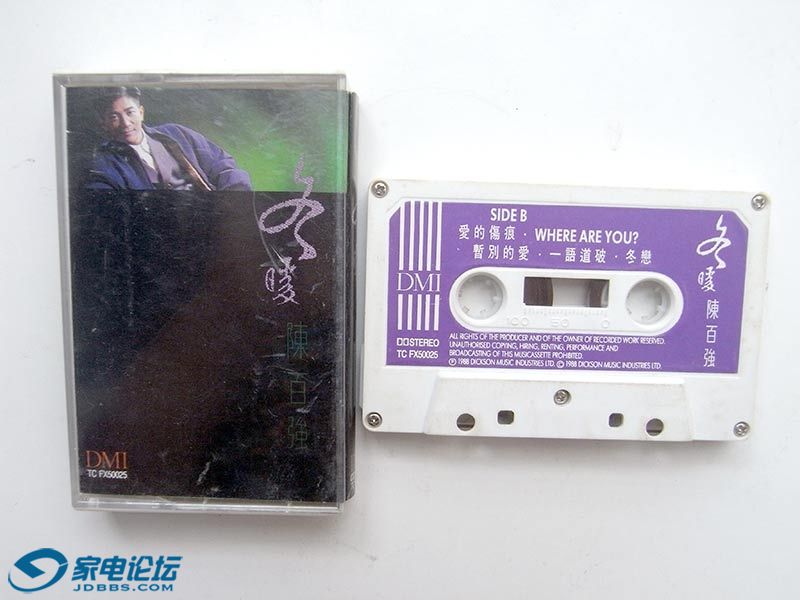 冬暖
陳百強
DMI
TC FX50025
SIDE B
愛的傷痕 · WHERE ARE YOU?
暫別的愛 · 一語道破 · 冬戀
DMI
冬暖 陳百強
100 50 0
STEREO
TC FX50025
ALL RIGHTS OF THE PRODUCER AND OF THE OWNER OF RECORDED WORK RESERVED.
UNAUTHORISED COPYING, HIRING, RENTING, PERFORMANCE AND
BROADCASTING OF THIS MUSICASSETTE PROHIBITED.
℗ 1988 DICKSON MUSIC INDUSTRIES LTD. © 1988 DICKSON MUSIC INDUSTRIES LTD.
家电论坛
JDBBS.COM